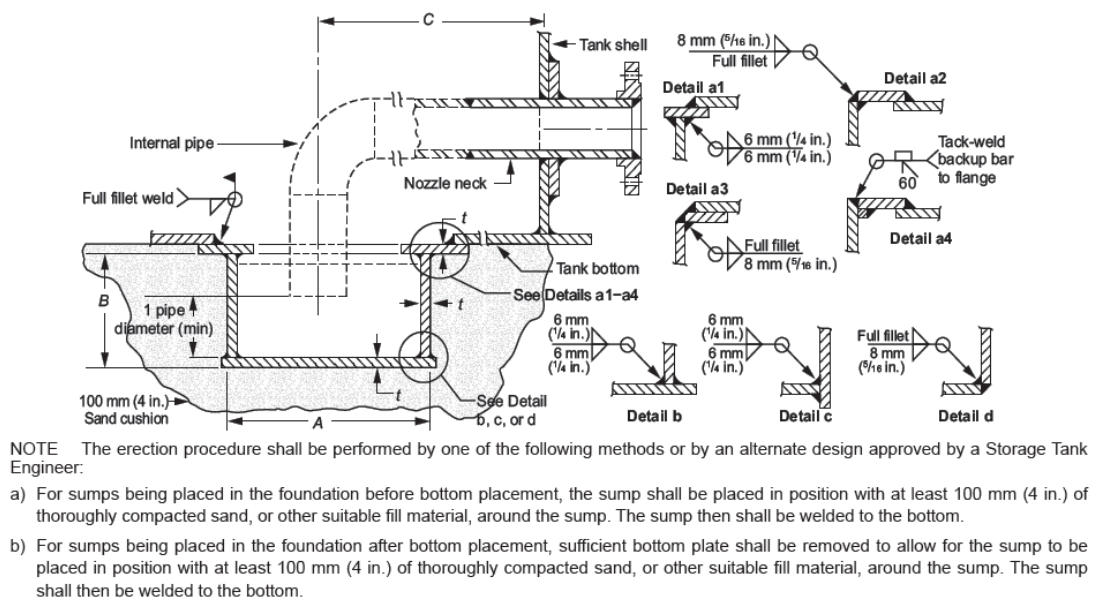 C
Tank shell
Internal pipe
Nozzle neck
Full fillet weld
t
Tank bottom
See Details a1–a4
B
1 pipe
diameter (min)
t
t
See Detail
b, c, or d
100 mm (4 in.)
Sand cushion
A
8 mm (5/16 in.)
Full fillet
Detail a1
6 mm (1/4 in.)
6 mm (1/4 in.)
Detail a2
Tack-weld
backup bar
to flange
60
Detail a3
Full fillet
8 mm (5/16 in.)
Detail a4
6 mm
(1/4 in.)
6 mm
(1/4 in.)
Detail b
6 mm
(1/4 in.)
6 mm
(1/4 in.)
Detail c
Full fillet
8 mm
(5/16 in.)
Detail d
NOTE The erection procedure shall be performed by one of the following methods or by an alternate design approved by a Storage Tank
Engineer:
a) For sumps being placed in the foundation before bottom placement, the sump shall be placed in position with at least 100 mm (4 in.) of
thoroughly compacted sand, or other suitable fill material, around the sump. The sump then shall be welded to the bottom.
b) For sumps being placed in the foundation after bottom placement, sufficient bottom plate shall be removed to allow for the sump to be
placed in position with at least 100 mm (4 in.) of thoroughly compacted sand, or other suitable fill material, around the sump. The sump
shall then be welded to the bottom.